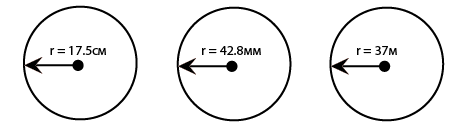 r = 17.5см
r = 42.8мм
r = 37м